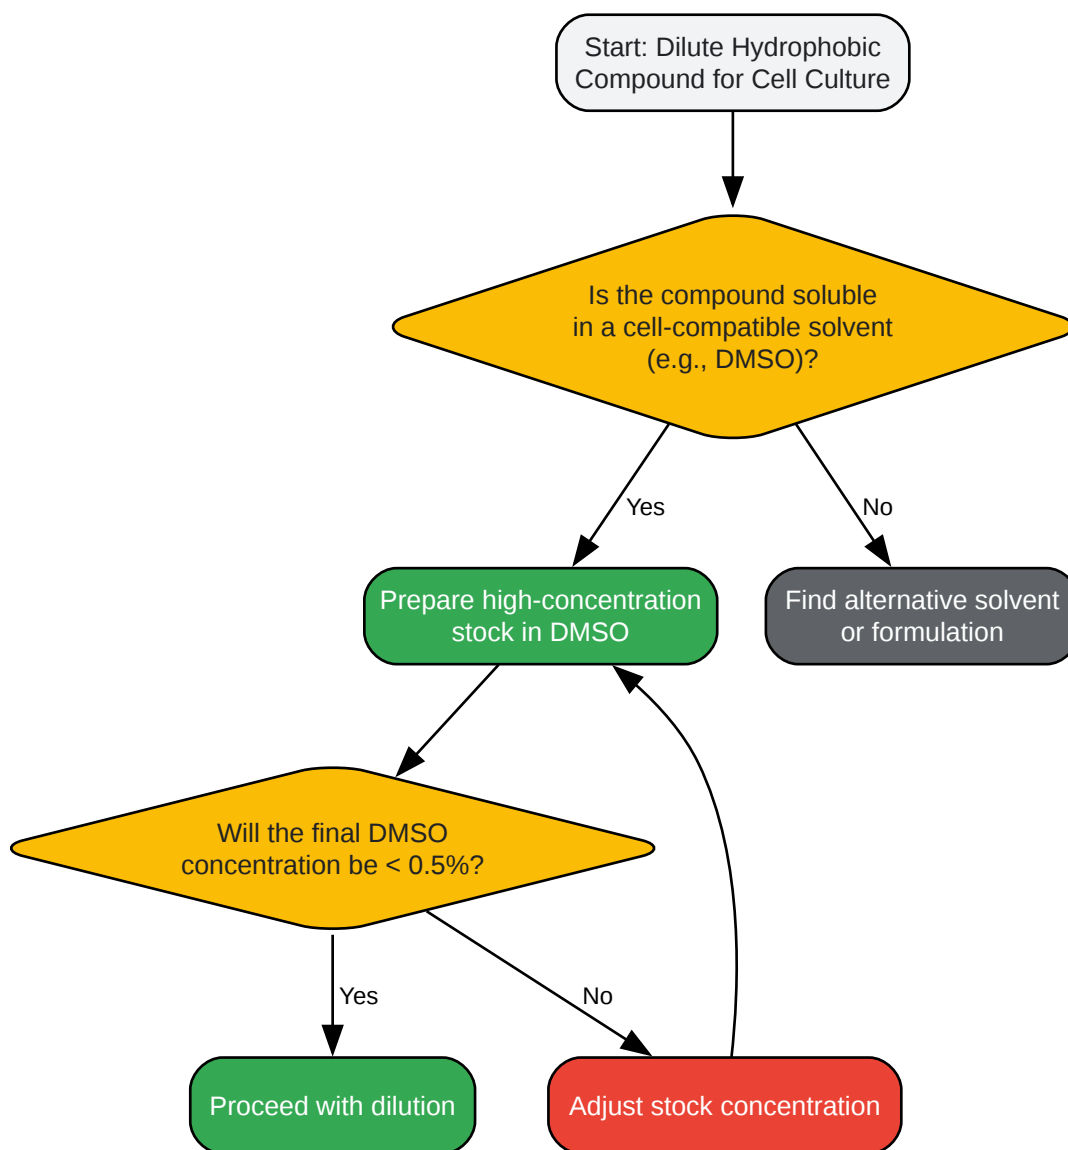 Start: Dilute Hydrophobic
Compound for Cell Culture
Is the compound soluble
in a cell-compatible solvent
(e.g., DMSO)?
Yes
No
Prepare high-concentration
stock in DMSO
Find alternative solvent
or formulation
Will the final DMSO
concentration be < 0.5%?
Yes
No
Proceed with dilution
Adjust stock concentration